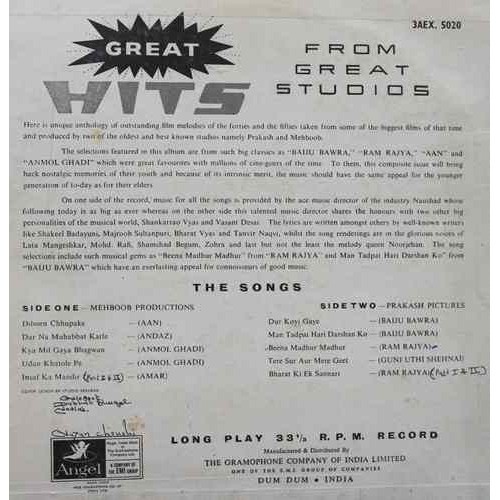 3AEX. 5020
GREAT
HITS
FROM
GREAT
STUDIOS
Here is unique anthology of outstanding film melodies of the forties and the fifties taken from some of the biggest films of that time
and produced by two of the oldest and best known studios namely Prakash and Mehboob.
The selections featured in this album are from such big classics as "BAIJU BAWRA," "RAM RAJYA," "AAN" and
"ANMOL GHADI" which were great favourites with millions of cine-goers of the time. To them, this composite issue will bring
back nostalgic memories of their youth and because of its intrinsic merit, the music should have the same appeal for the younger
generation of to-day as for their elders.
On one side of the record, music for all the songs is provided by the ace music director of the industry Naushad whose
following today is as big as ever whereas on the other side this talented music director shares the honours with two other big
personalities of the musical world, Shankarrao Vyas and Vasant Desai. The lyrics are written amongst others by well-known writers
like Shakeel Badayuni, Majrooh Sultanpuri, Bharat Vyas and Tanvir Naqvi, whilst the song renderings are in the glorious voices of
Lata Mangeshkar, Mohd. Rafi, Shamshad Begum, Zohra and last but not the least the melody queen Noorjehan. The song
selections include such musical gems as "Beena Madhur Madhur" from "RAM RAJYA" and Man Tadpat Hari Darshan Ko" from
"BAIJU BAWRA" which have an everlasting appeal for connoisseurs of good music.
THE SONGS
SIDE ONE — MEHBOOB PRODUCTIONS
Dilmen Chhupake —(AAN)
Dar Na Muhabbat Karle —(ANDAZ)
Kya Mil Gaya Bhagwan —(ANMOL GHADI)
Udan Khatole Pe —(ANMOL GHADI)
Insaf Ka Mandir (Part I & II) —(AMAR)
SIDE TWO — PRAKASH PICTURES
Dur Koyi Gaye —(BAIJU BAWRA)
Man Tadpat Hari Darshan Ko —(BAIJU BAWRA)
Beena Madhur Madhur —(RAM RAJYA)
Tere Sur Aur Mere Geet —(GUNJ UTHI SHEHNAI)
Bharat Ki Ek Sannari —(RAM RAJYA) (Part I & II)
Angel
A COMPANY OF
THE EMI GROUP
LONG PLAY 33⅓ R.P.M. RECORD
Manufactured & Distributed By
THE GRAMOPHONE COMPANY OF INDIA LIMITED
ONE OF THE E.M.I. GROUP OF COMPANIES
DUM DUM • INDIA